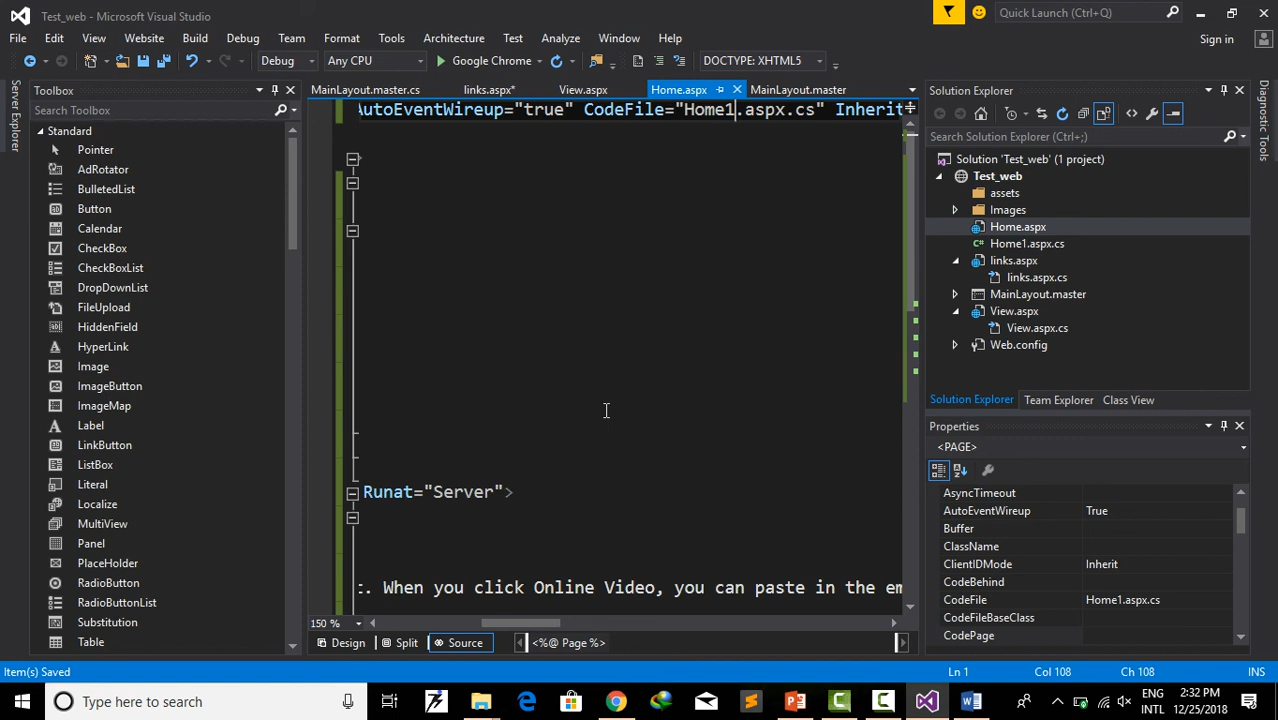 Test_web - Microsoft Visual Studio
Quick Launch (Ctrl+Q)
File Edit View Website Build Debug Team Format Tools Architecture Test Analyze Window Help
Sign in
Debug Any CPU Google Chrome DOCTYPE: XHTML5
Server Explorer
Toolbox
Search Toolbox
Standard
Pointer
AdRotator
BulletedList
Button
Calendar
CheckBox
CheckBoxList
DropDownList
FileUpload
HiddenField
HyperLink
Image
ImageButton
ImageMap
Label
LinkButton
ListBox
Literal
Localize
MultiView
Panel
PlaceHolder
RadioButton
RadioButtonList
Substitution
Table
MainLayout.master.cs links.aspx* View.aspx Home.aspx MainLayout.master
AutoEventWireup="true" CodeFile="Home1.aspx.cs" Inherit
Runat="Server">
. When you click Online Video, you can paste in the em
150 %
Design Split Source <%@ Page %>
Solution Explorer
Search Solution Explorer (Ctrl+;)
Solution 'Test_web' (1 project)
Test_web
assets
Images
Home.aspx
Home1.aspx.cs
links.aspx
links.aspx.cs
MainLayout.master
View.aspx
View.aspx.cs
Web.config
Solution Explorer Team Explorer Class View
Properties
<PAGE>
AsyncTimeout
AutoEventWireup True
Buffer
ClassName
ClientIDMode Inherit
CodeBehind
CodeFile Home1.aspx.cs
CodeFileBaseClass
CodePage
Diagnostic Tools
Item(s) Saved Ln 1 Col 108 Ch 108 INS
Type here to search
ENG
INTL
2:32 PM
12/25/2018